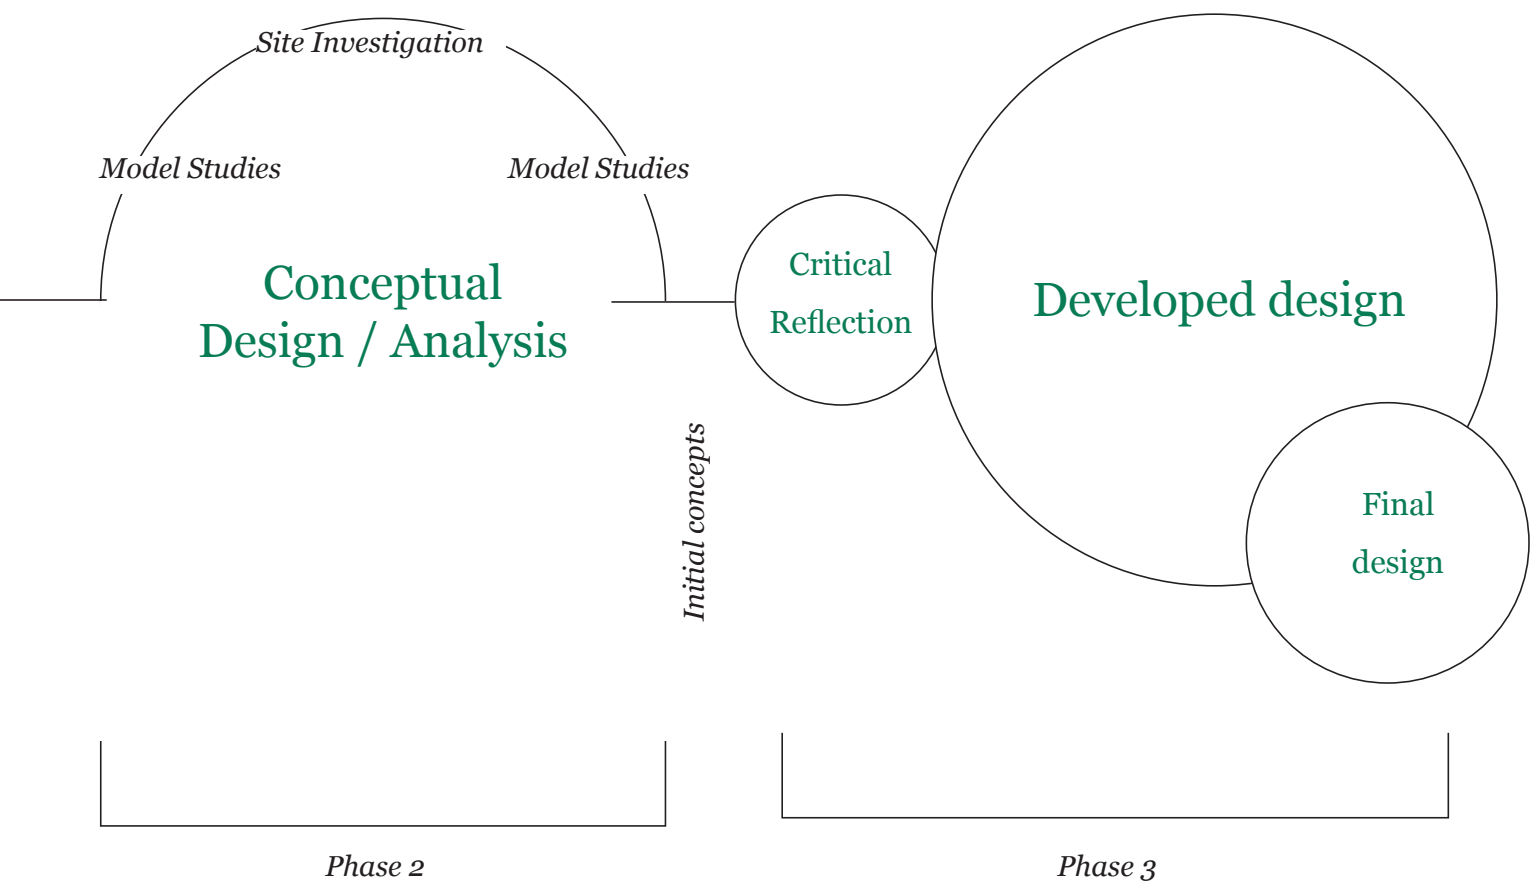 Site Investigation
Model Studies
Model Studies
Conceptual
Design / Analysis
Initial concepts
Critical
Reflection
Developed design
Final
design
Phase 2
Phase 3